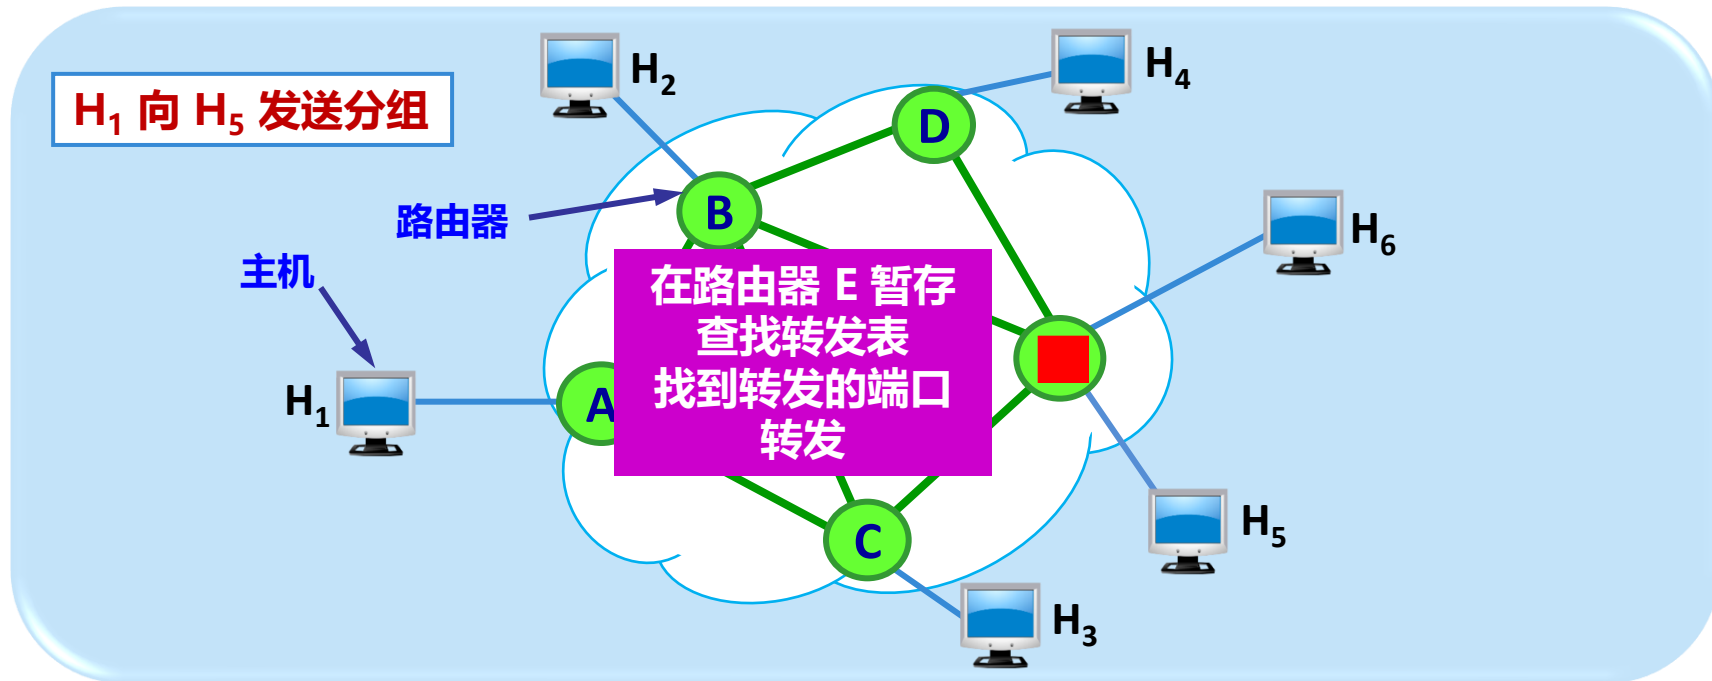 H₁ 向 H₅ 发送分组
H₂
H₄
D
B
路由器
H₆
主机
在路由器 E 暂存
查找转发表
找到转发的端口
转发
H₁
A
C
H₅
H₃